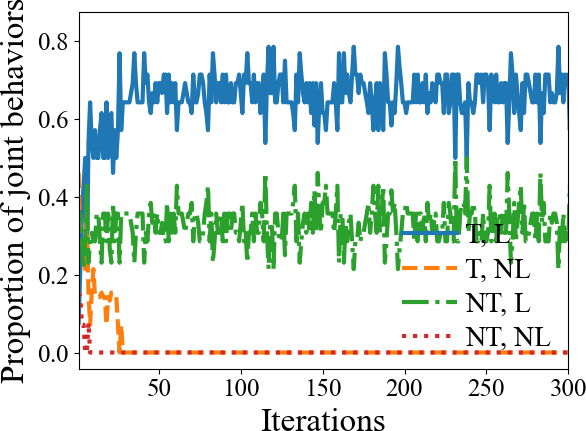 Proportion of joint behaviors
0.8
0.6
0.4
0.2
0.0
50
100
150
200
250
300
Iterations
T, L
T, NL
NT, L
NT, NL